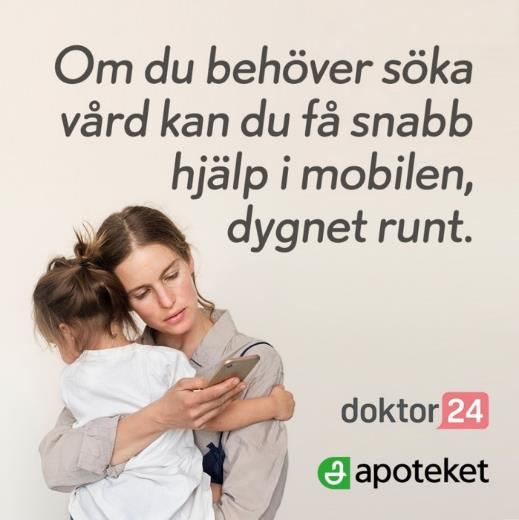 Om du behöver söka
vård kan du få snabb
hjälp i mobilen,
dygnet runt.
doktor24
apoteket